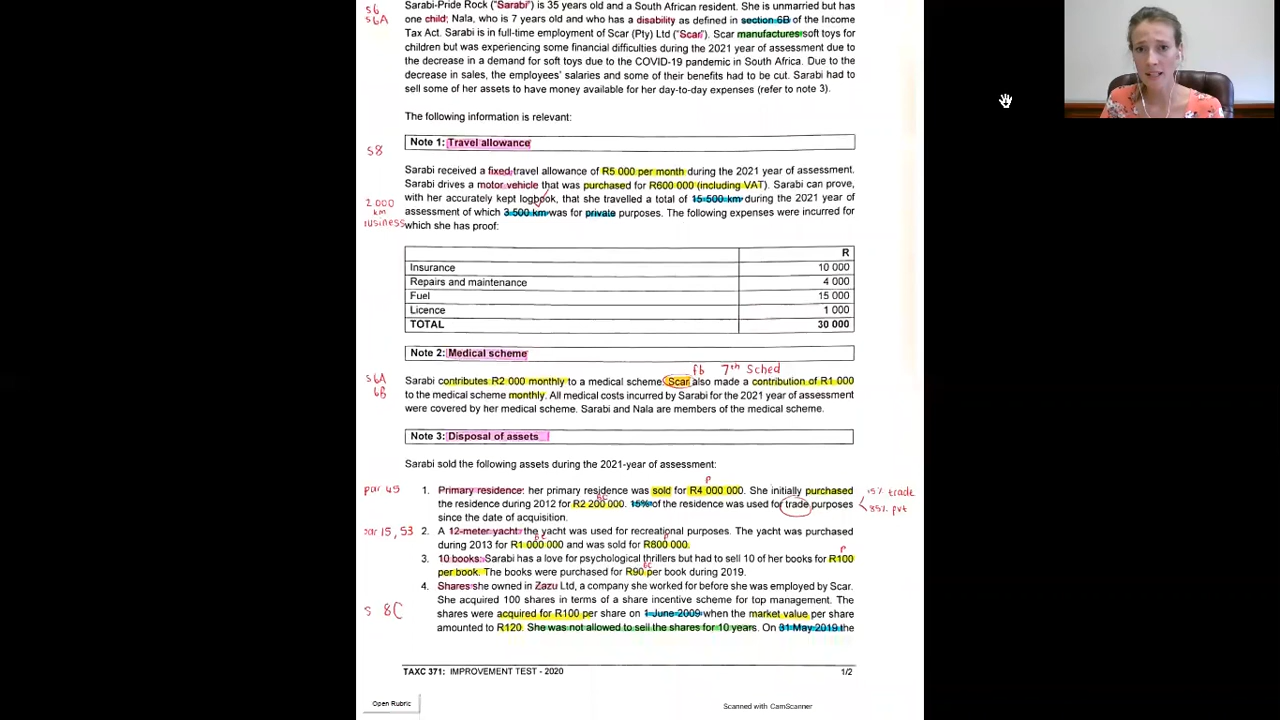 s6
Sarabi-Pride Rock ("Sarabi") is 35 years old and a South African resident. She is unmarried but has
s6A
one child; Nala, who is 7 years old and who has a disability as defined in section 6B of the Income
Tax Act. Sarabi is in full-time employment of Scar (Pty) Ltd ("Scar"). Scar manufactures soft toys for
children but was experiencing some financial difficulties during the 2021 year of assessment due to
the decrease in a demand for soft toys due to the COVID-19 pandemic in South Africa. Due to the
decrease in sales, the employees' salaries and some of their benefits had to be cut. Sarabi had to
sell some of her assets to have money available for her day-to-day expenses (refer to note 3).
The following information is relevant:
Note 1: Travel allowance
s8
Sarabi received a fixed travel allowance of R5 000 per month during the 2021 year of assessment.
Sarabi drives a motor vehicle that was purchased for R600 000 (including VAT). Sarabi can prove,
with her accurately kept logbook, that she travelled a total of 15 500 km during the 2021 year of
2 000
km
assessment of which 3 500 km was for private purposes. The following expenses were incurred for
business
which she has proof:
R
Insurance 10 000
Repairs and maintenance 4 000
Fuel 15 000
Licence 1 000
TOTAL 30 000
Note 2: Medical scheme
fb 7th Sched
s6A
Sarabi contributes R2 000 monthly to a medical scheme. Scar also made a contribution of R1 000
6B
to the medical scheme monthly. All medical costs incurred by Sarabi for the 2021 year of assessment
were covered by her medical scheme. Sarabi and Nala are members of the medical scheme.
Note 3: Disposal of assets
Sarabi sold the following assets during the 2021-year of assessment:
par 45
P
1. Primary residence: her primary residence was sold for R4 000 000. She initially purchased
15% trade
BC
the residence during 2012 for R2 200 000. 15% of the residence was used for trade purposes
85% pvt
since the date of acquisition.
par 15, 53
2. A 12-meter yacht: the yacht was used for recreational purposes. The yacht was purchased
BC P
during 2013 for R1 000 000 and was sold for R800 000.
P
3. 10 books: Sarabi has a love for psychological thrillers but had to sell 10 of her books for R100
BC
per book. The books were purchased for R90 per book during 2019.
4. Shares she owned in Zazu Ltd, a company she worked for before she was employed by Scar.
She acquired 100 shares in terms of a share incentive scheme for top management. The
s 8C
shares were acquired for R100 per share on 1 June 2009 when the market value per share
amounted to R120. She was not allowed to sell the shares for 10 years. On 31 May 2019 the
TAXC 371: IMPROVEMENT TEST - 2020 1/2
Open Rubric
Scanned with CamScanner